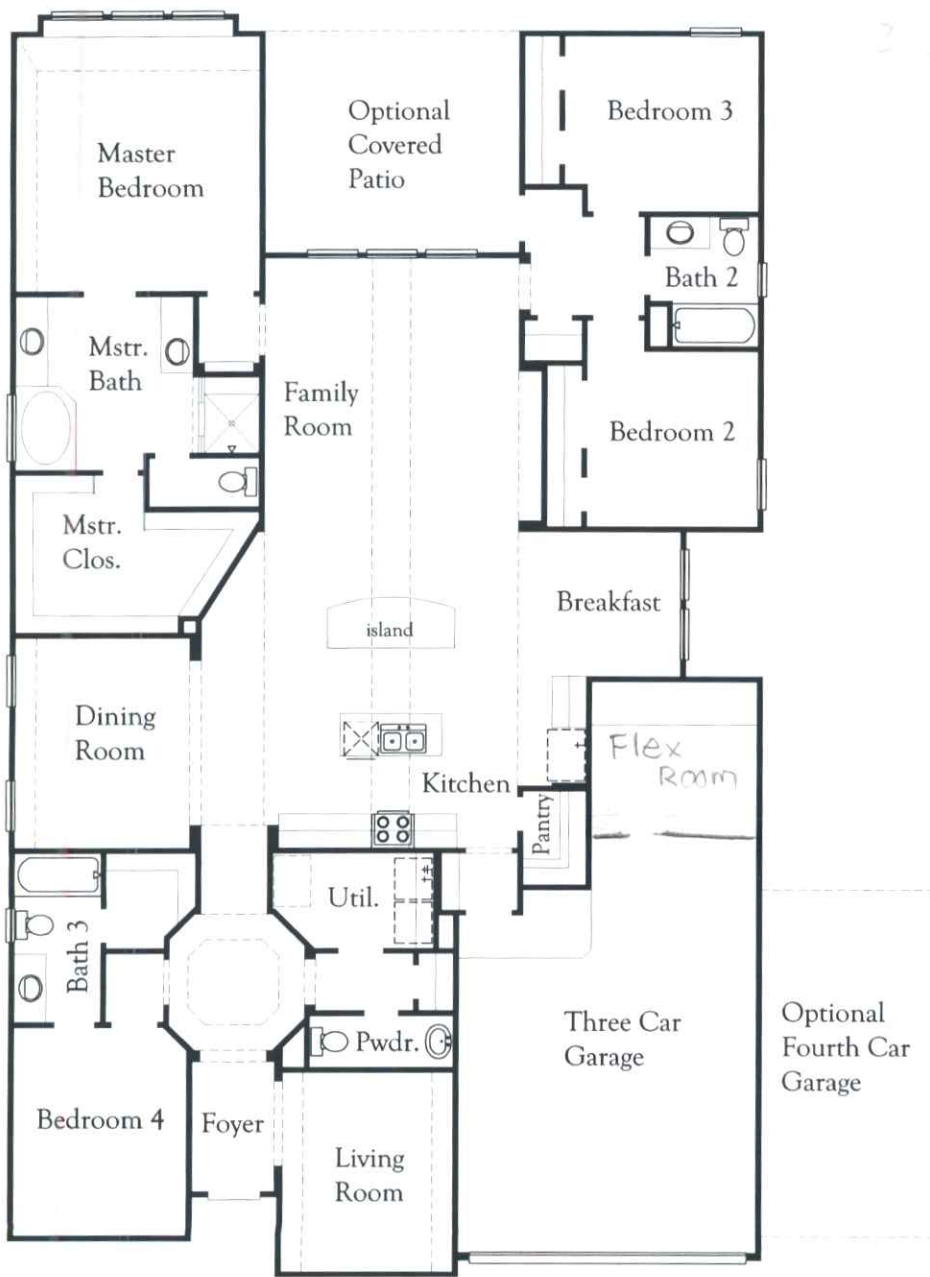 Optional
Covered
Patio
Bedroom 3
Master
Bedroom
Bath 2
Mstr.
Bath
Family
Room
Bedroom 2
Mstr.
Clos.
Breakfast
island
Dining
Room
Flex
Room
Kitchen
Pantry
Util.
Bath 3
Three Car
Garage
Optional
Fourth Car
Garage
Pwdr.
Bedroom 4
Foyer
Living
Room